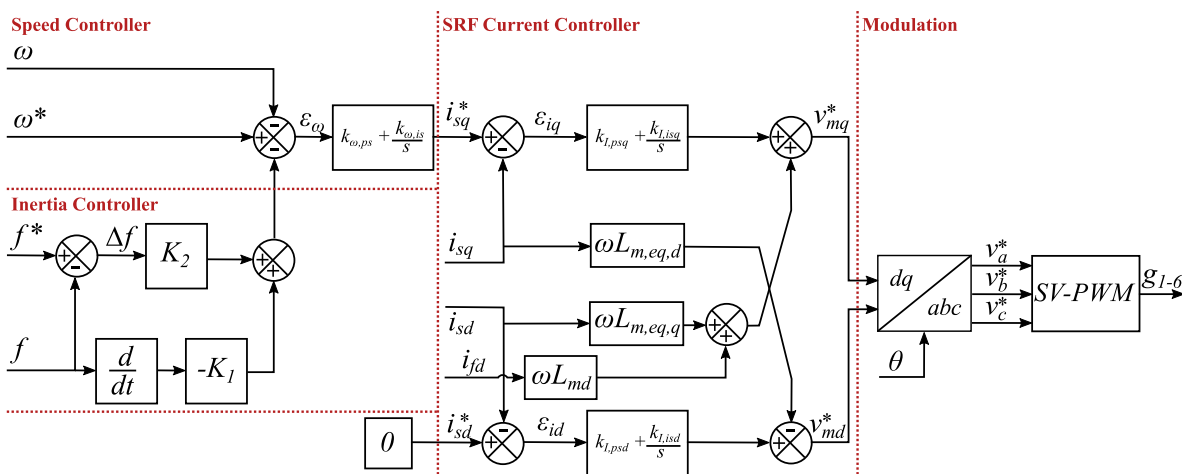 Speed Controller
SRF Current Controller
Modulation
ω
ω*
ε_ω
k_ω,ps + k_ω,is/s
i*_sq
ε_iq
k_I,psq + k_I,isq/s
v*_mq
Inertia Controller
f*
Δf
K_2
i_sq
ωL_m,eq,d
i_sd
ωL_m,eq,q
f
d/dt
-K_1
i_fd
ωL_md
0
i*_sd
ε_id
k_I,psd + k_I,isd/s
v*_md
dq
abc
θ
v*_a
v*_b
v*_c
SV-PWM
g_1-6
+ - -
+ -
+ +
+ -
+ +
+ +
+ -
+ -